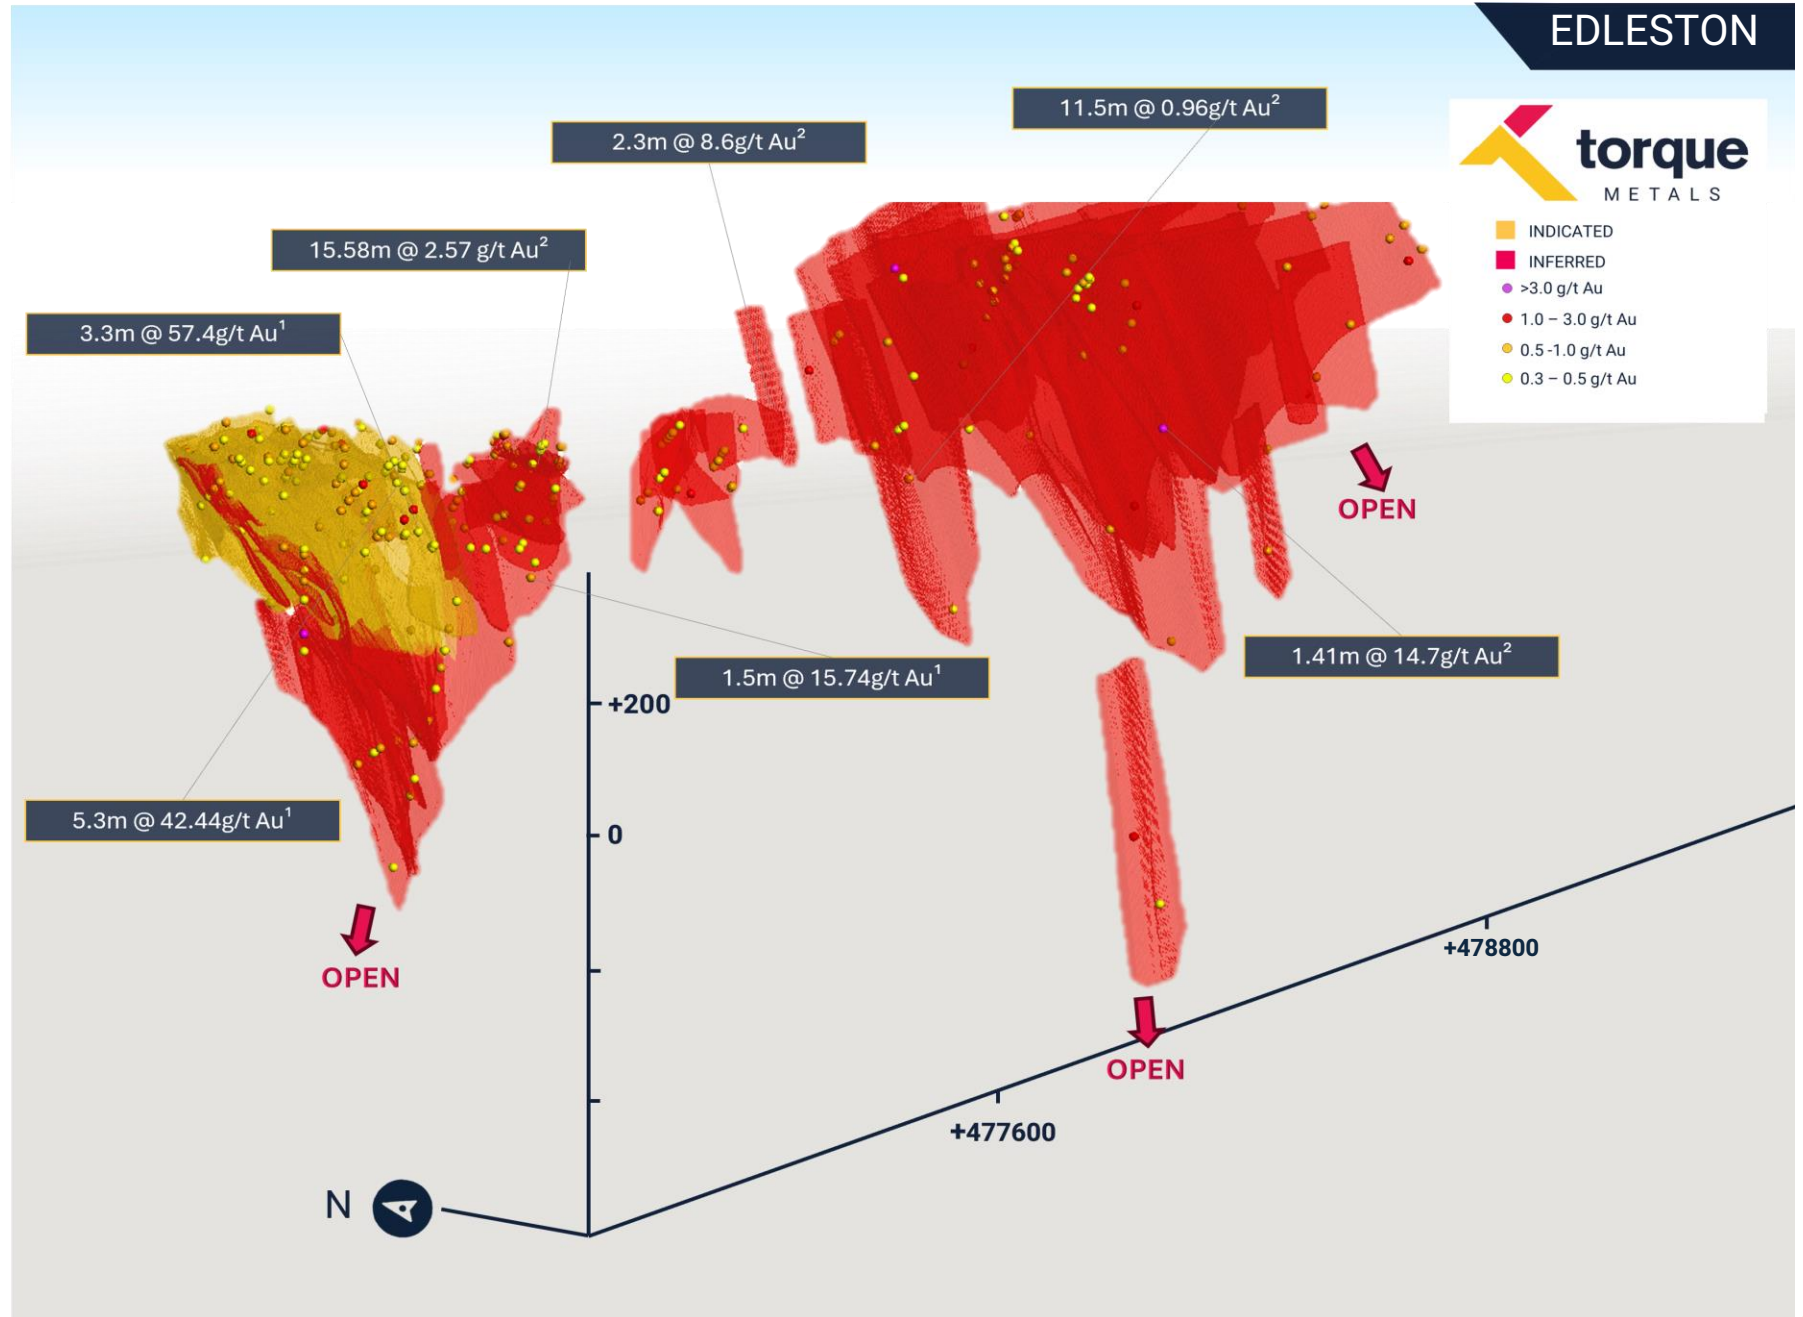 EDLESTON
torque
METALS
INDICATED
INFERRED
>3.0 g/t Au
1.0 – 3.0 g/t Au
0.5 -1.0 g/t Au
0.3 – 0.5 g/t Au
11.5m @ 0.96g/t Au²
2.3m @ 8.6g/t Au²
15.58m @ 2.57 g/t Au²
3.3m @ 57.4g/t Au¹
OPEN
1.41m @ 14.7g/t Au²
1.5m @ 15.74g/t Au¹
+200
5.3m @ 42.44g/t Au¹
0
+478800
OPEN
OPEN
+477600
N